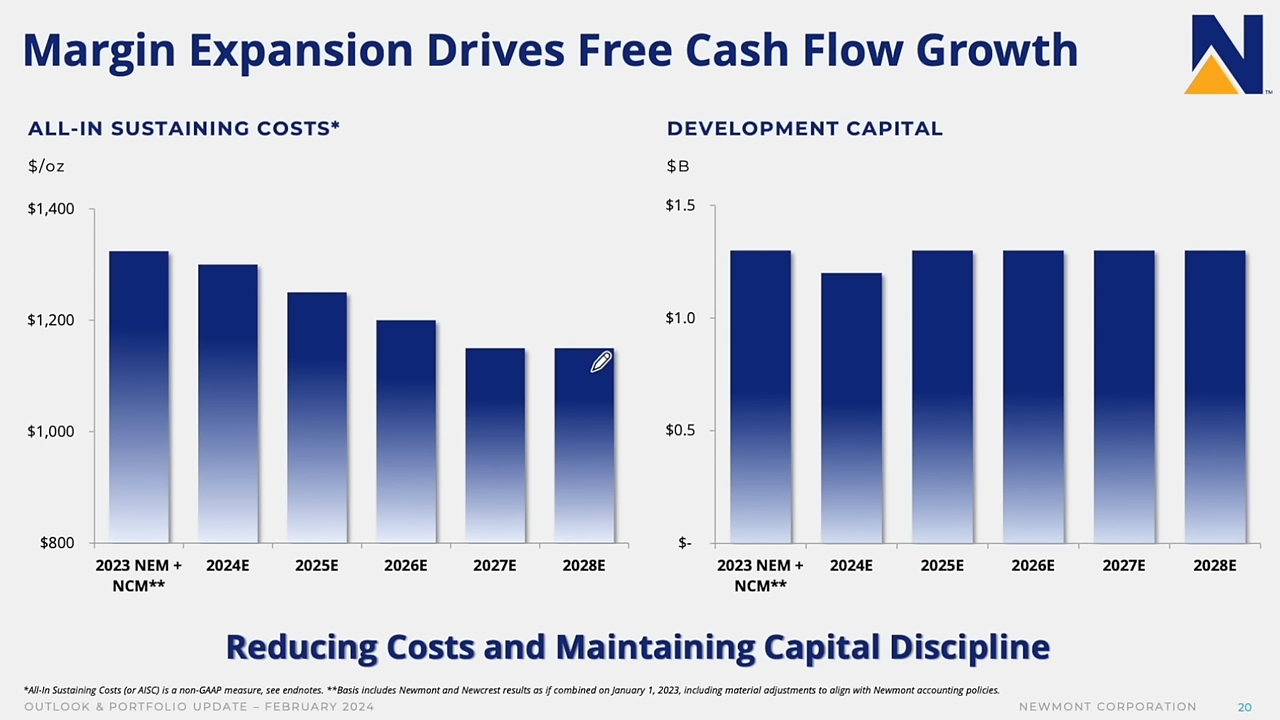 Margin Expansion Drives Free Cash Flow Growth
N™
ALL-IN SUSTAINING COSTS*
$/oz
$1,400
$1,200
$1,000
$800
2023 NEM + 2024E 2025E 2026E 2027E 2028E
NCM**
DEVELOPMENT CAPITAL
$B
$1.5
$1.0
$0.5
$-
2023 NEM + 2024E 2025E 2026E 2027E 2028E
NCM**
Reducing Costs and Maintaining Capital Discipline
*All-In Sustaining Costs (or AISC) is a non-GAAP measure, see endnotes. **Basis includes Newmont and Newcrest results as if combined on January 1, 2023, including material adjustments to align with Newmont accounting policies.
OUTLOOK & PORTFOLIO UPDATE – FEBRUARY 2024 NEWMONT CORPORATION 20